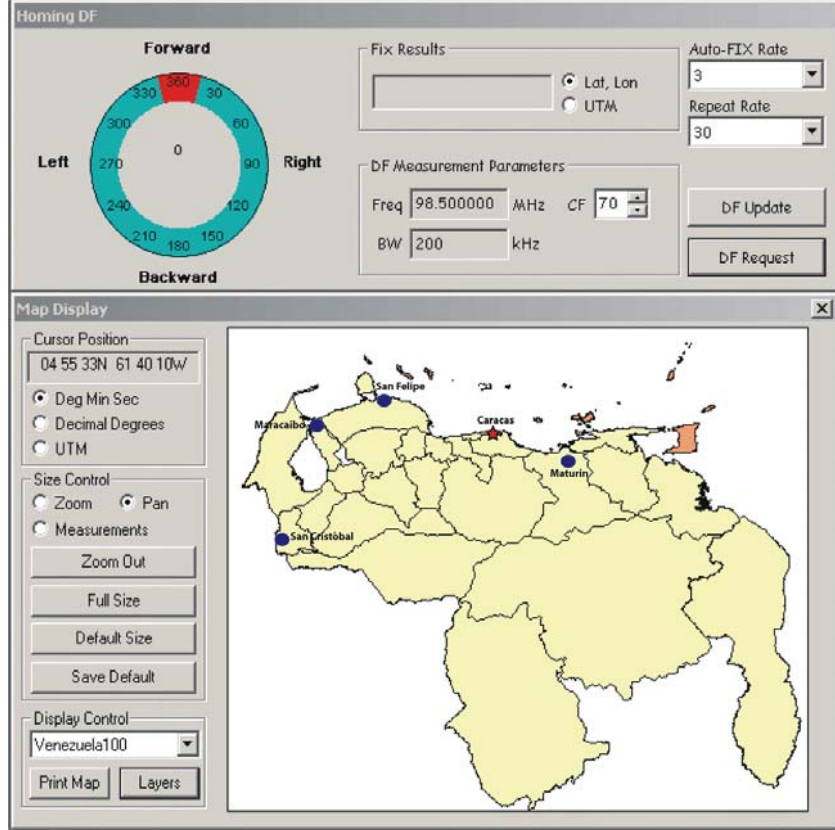 Homing DF
Forward
Left
Right
Backward
360
30
60
90
120
150
180
210
240
270
300
330
0
Fix Results
Lat, Lon
UTM
Auto-FIX Rate
3
Repeat Rate
30
DF Measurement Parameters
Freq 98.500000 MHz CF 70
BW 200 kHz
DF Update
DF Request
Map Display
Cursor Position
04 55 33N 61 40 10W
Deg Min Sec
Decimal Degrees
UTM
Size Control
Zoom Pan
Measurements
Zoom Out
Full Size
Default Size
Save Default
Display Control
Venezuela100
Print Map Layers
San Felipe
Maracaibo
Caracas
Maturin
San Cristobal